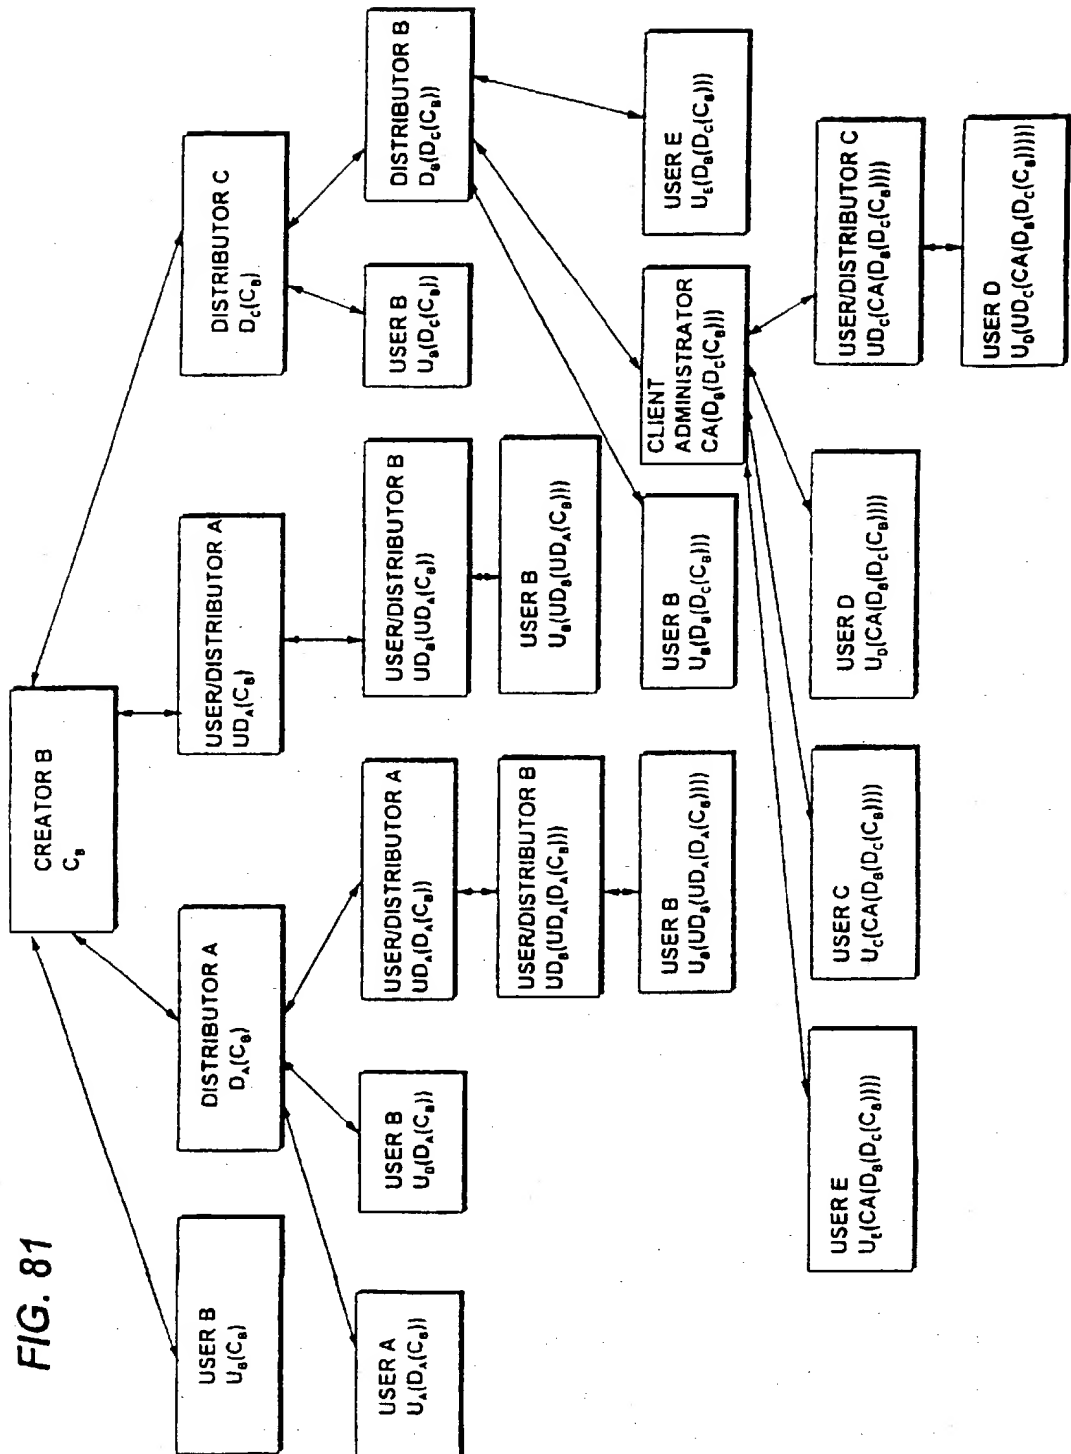 FIG. 81
CREATOR B
C_B
USER B
U_B(C_B)
DISTRIBUTOR A
D_A(C_B)
USER/DISTRIBUTOR A
UD_A(C_B)
DISTRIBUTOR C
D_C(C_B)
USER A
U_A(D_A(C_B))
USER B
U_D(D_A(C_B))
USER/DISTRIBUTOR A
UD_A(D_A(C_B))
USER/DISTRIBUTOR B
UD_B(UD_A(C_B))
USER B
U_B(D_C(C_B))
DISTRIBUTOR B
D_B(D_C(C_B))
USER/DISTRIBUTOR B
UD_B(UD_A(D_A(C_B)))
USER B
U_B(UD_B(UD_A(C_B)))
USER B
U_B(UD_B(UD_A(D_A(C_B))))
USER B
U_B(D_B(D_C(C_B)))
CLIENT
ADMINISTRATOR
CA(D_B(D_C(C_B)))
USER E
U_E(D_B(D_C(C_B)))
USER E
U_E(CA(D_B(D_C(C_B))))
USER C
U_C(CA(D_B(D_C(C_B))))
USER D
U_D(CA(D_B(D_C(C_B))))
USER/DISTRIBUTOR C
UD_C(CA(D_B(D_C(C_B))))
USER D
U_D(UD_C(CA(D_B(D_C(C_B)))))